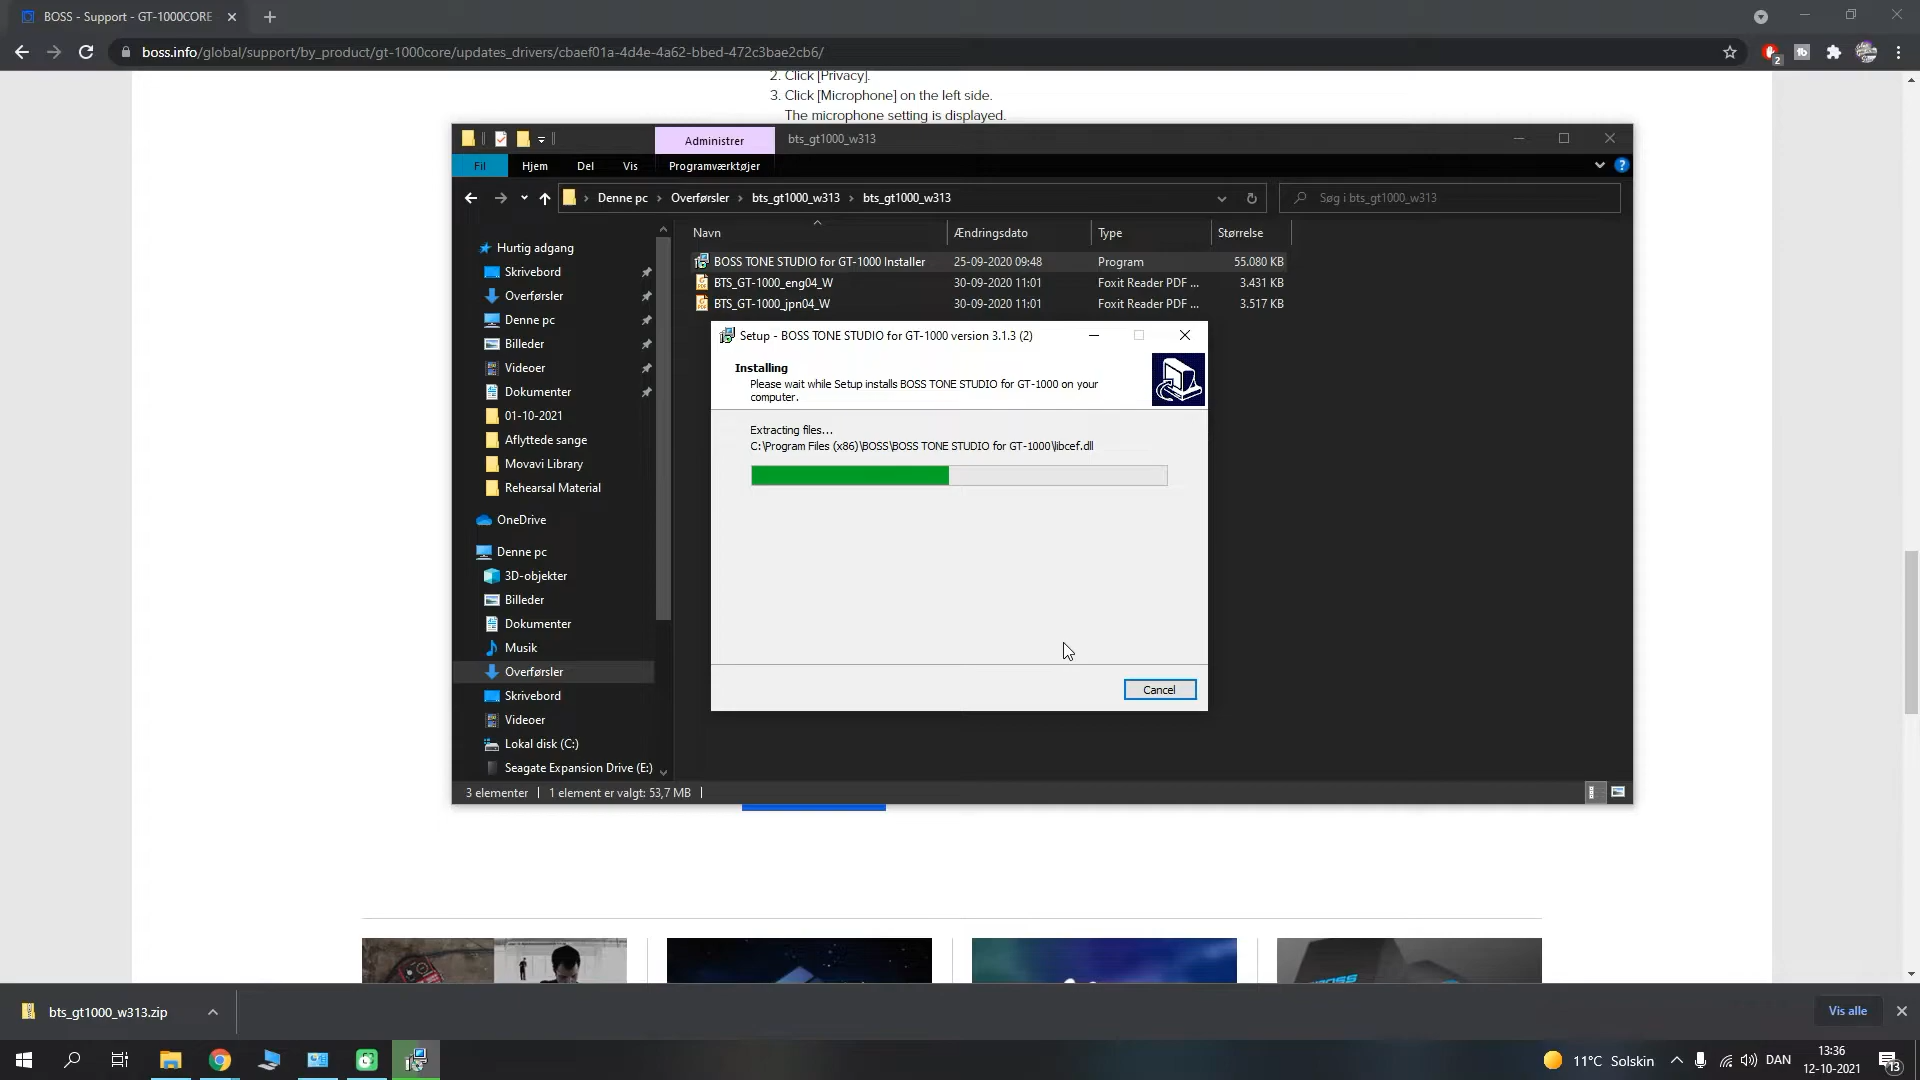 BOSS - Support - GT-1000CORE
boss.info/global/support/by_product/gt-1000core/updates_drivers/cbaef01a-4d4e-4a62-bbed-472c3bae2cb6/
2
2. Click [Privacy].
3. Click [Microphone] on the left side.
The microphone setting is displayed.
Administrer
bts_gt1000_w313
Fil
Hjem
Del
Vis
Programværktøjer
Denne pc
Overførsler
bts_gt1000_w313
bts_gt1000_w313
Søg i bts_gt1000_w313
Navn
Ændringsdato
Type
Størrelse
BOSS TONE STUDIO for GT-1000 Installer 25-09-2020 09:48 Program 55.080 KB
BTS_GT-1000_eng04_W 30-09-2020 11:01 Foxit Reader PDF ... 3.431 KB
BTS_GT-1000_jpn04_W 30-09-2020 11:01 Foxit Reader PDF ... 3.517 KB
Hurtig adgang
Skrivebord
Overførsler
Denne pc
Billeder
Videoer
Dokumenter
01-10-2021
Aflyttede sange
Movavi Library
Rehearsal Material
OneDrive
Denne pc
3D-objekter
Billeder
Dokumenter
Musik
Overførsler
Skrivebord
Videoer
Lokal disk (C:)
Seagate Expansion Drive (E:)
Setup - BOSS TONE STUDIO for GT-1000 version 3.1.3 (2)
Installing
Please wait while Setup installs BOSS TONE STUDIO for GT-1000 on your
computer.
Extracting files...
C:\Program Files (x86)\BOSS\BOSS TONE STUDIO for GT-1000\libcef.dll
Cancel
3 elementer
1 element er valgt: 53,7 MB
BOSS
bts_gt1000_w313.zip
Vis alle
11°C Solskin
DAN
13:36
12-10-2021
13